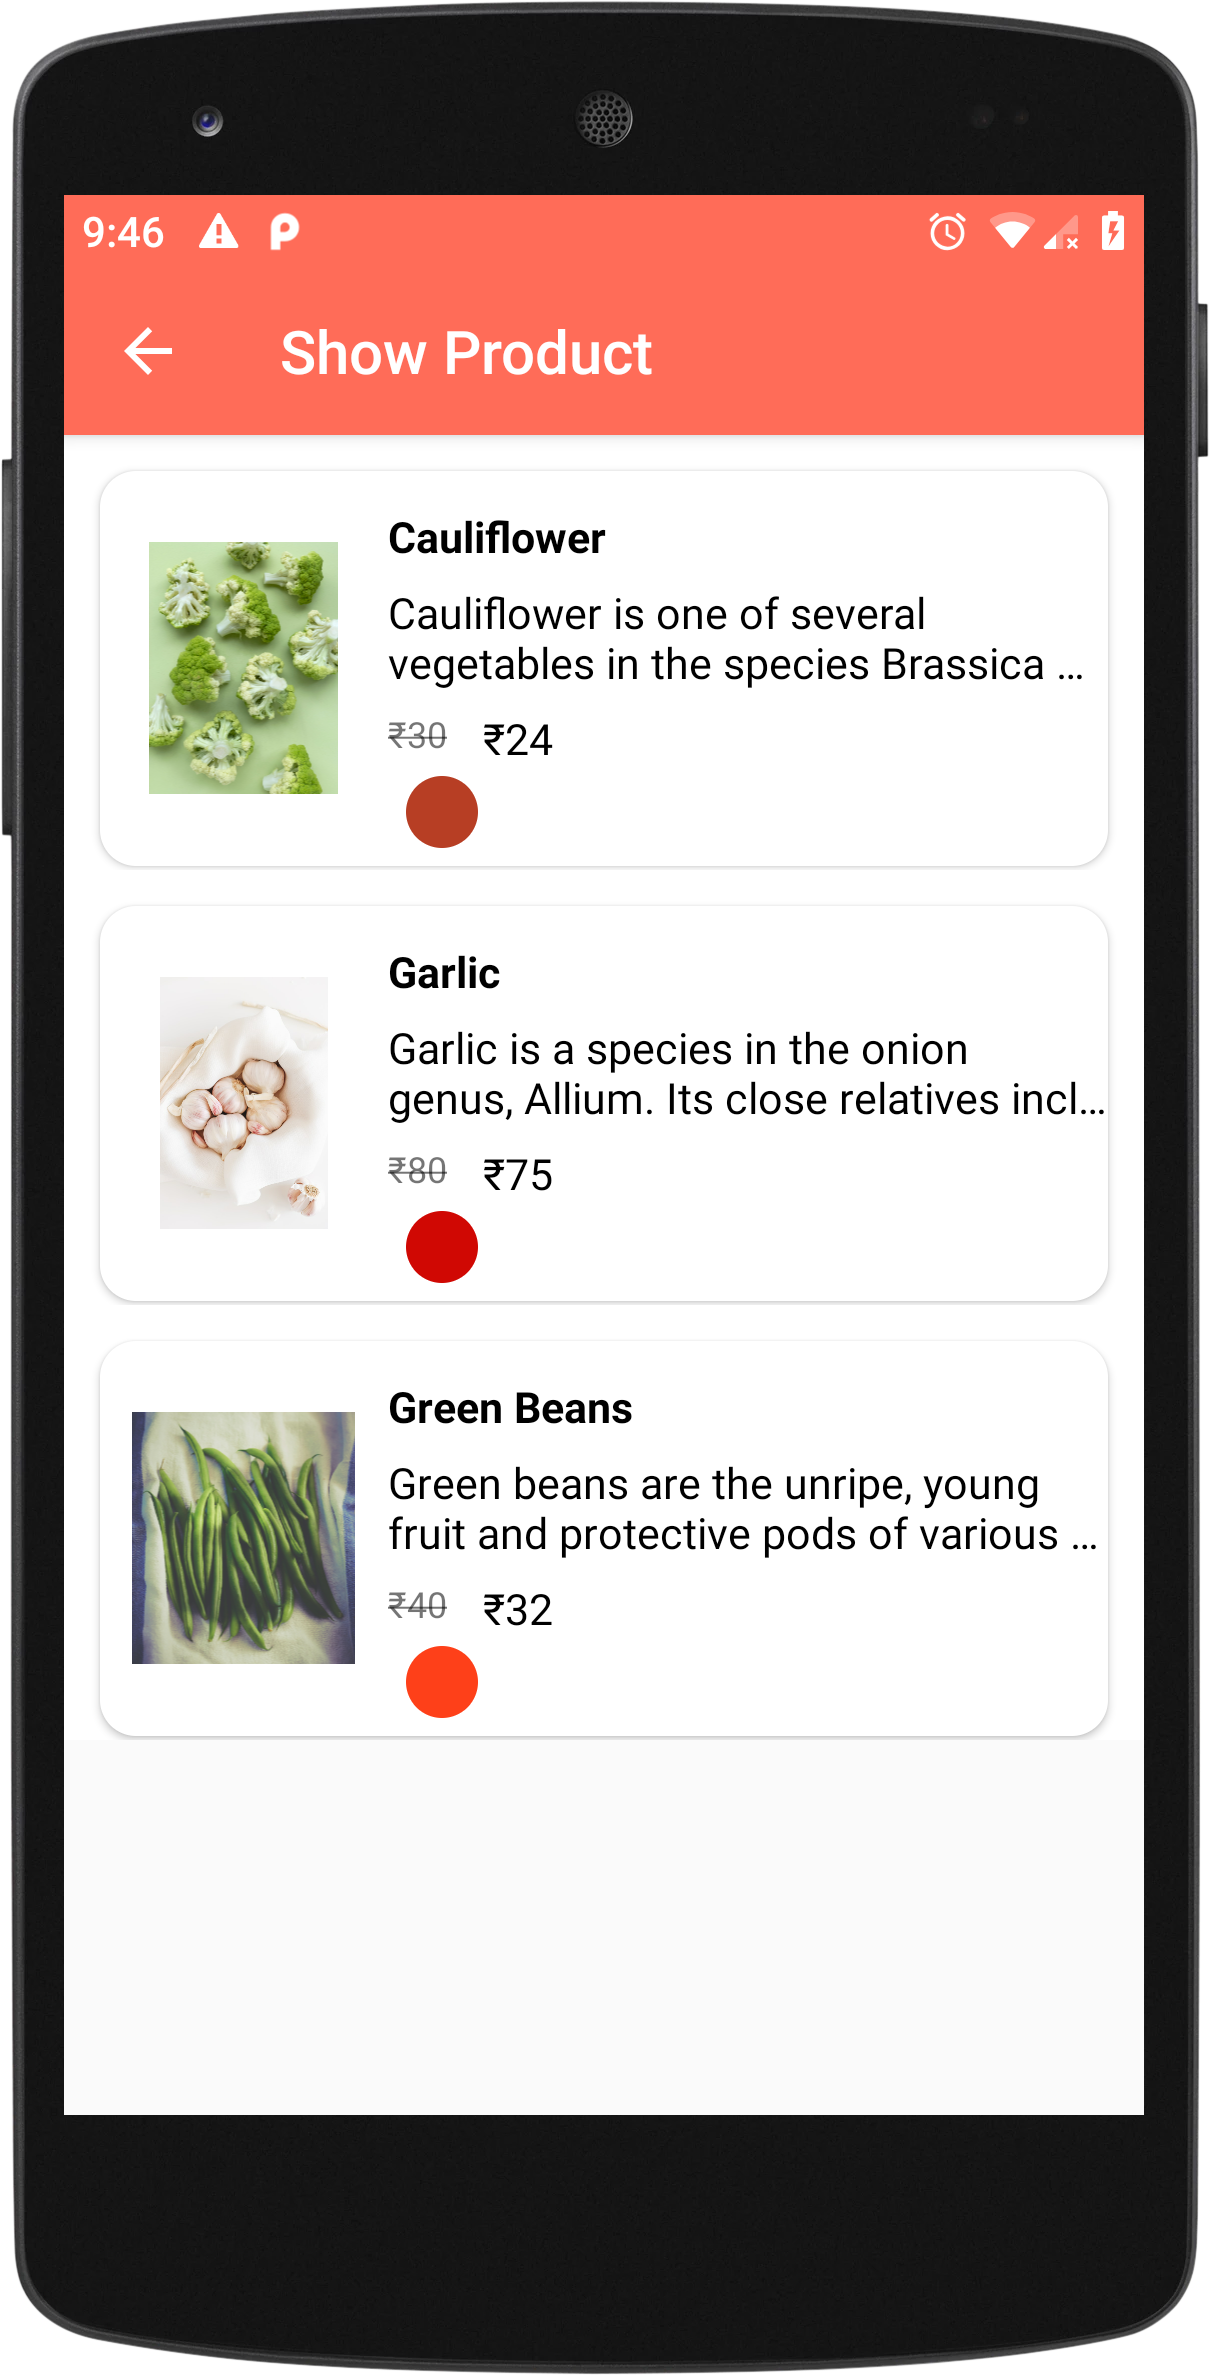 9:46
Show Product
Cauliflower
Cauliflower is one of several
vegetables in the species Brassica ...
₹30 ₹24
Garlic
Garlic is a species in the onion
genus, Allium. Its close relatives incl...
₹80 ₹75
Green Beans
Green beans are the unripe, young
fruit and protective pods of various ...
₹40 ₹32